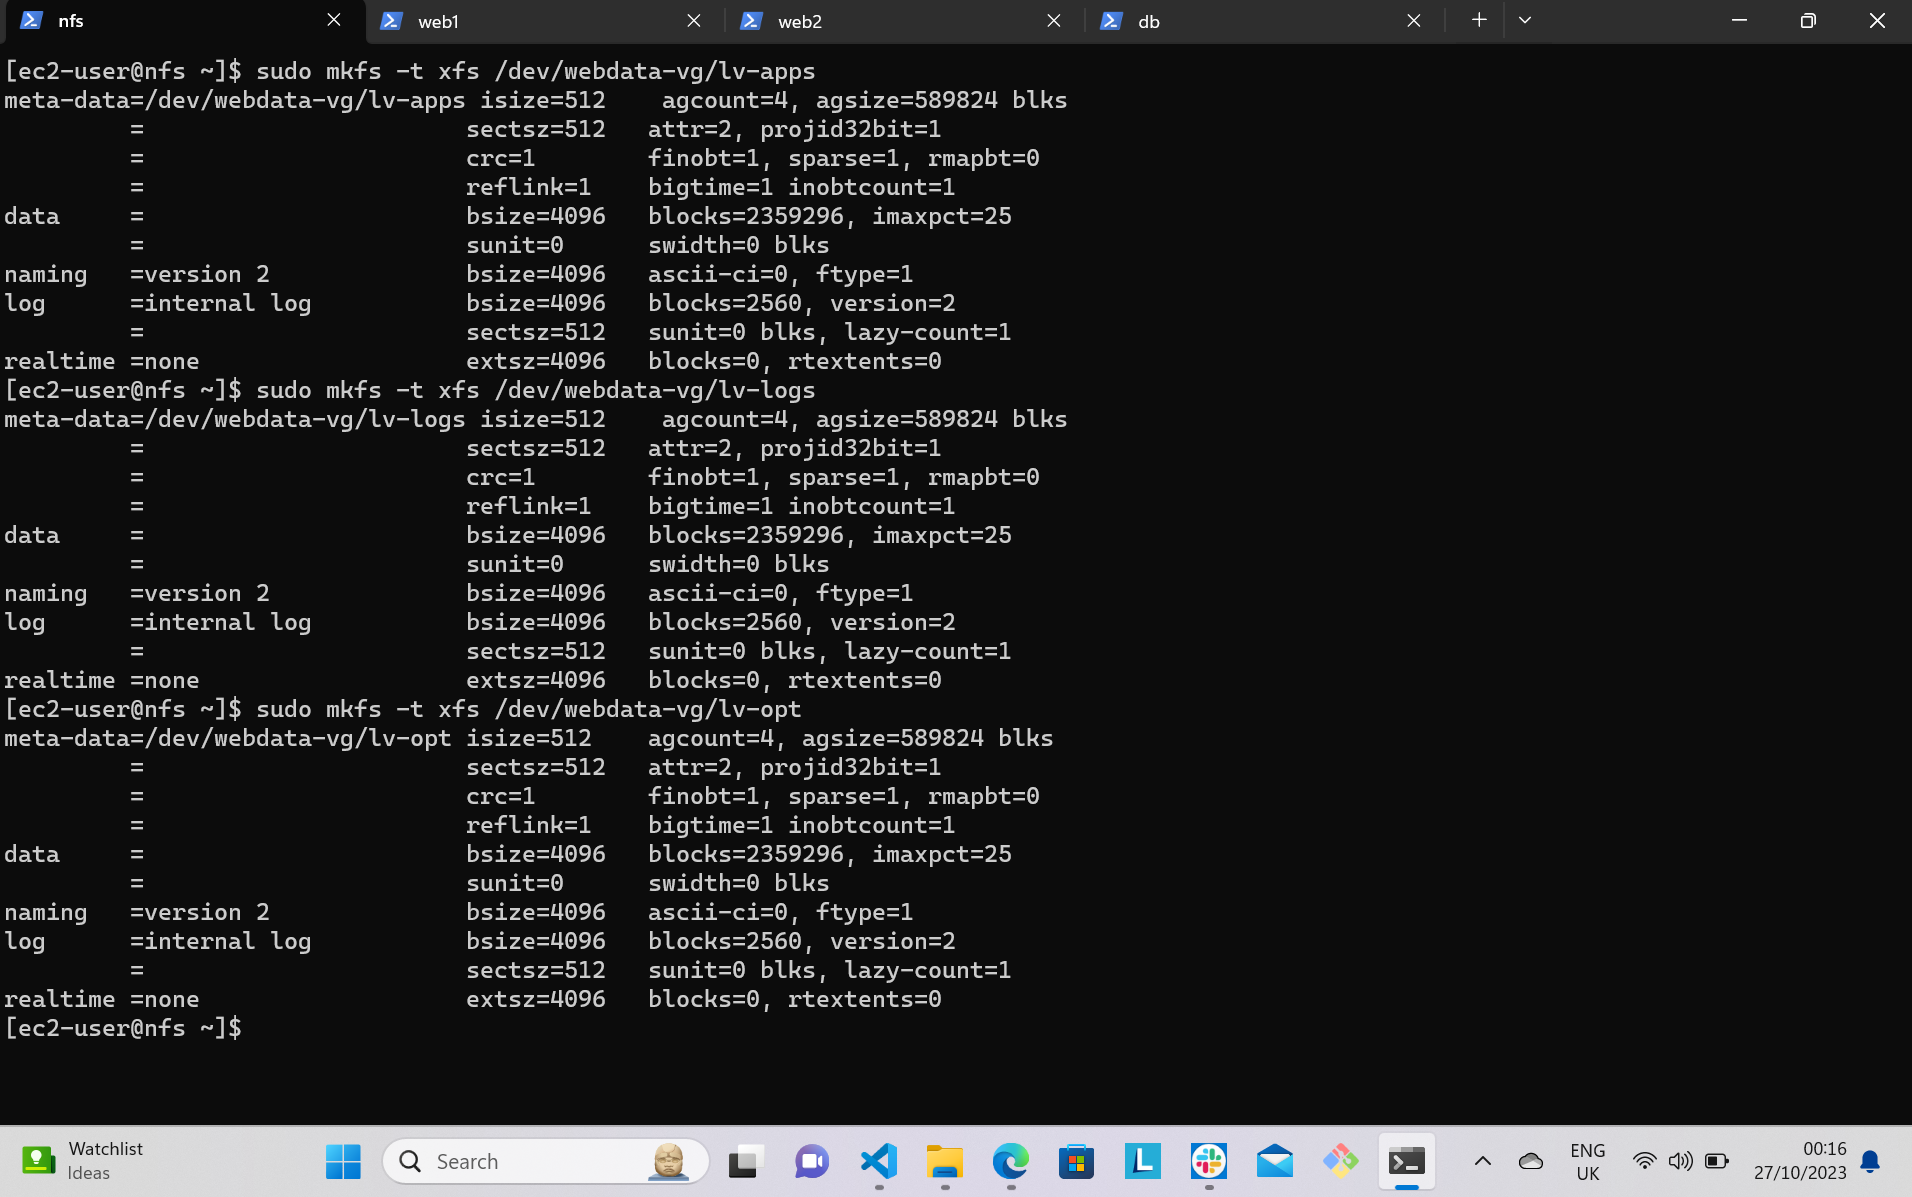 nfs web1 web2 db
[ec2-user@nfs ~]$ sudo mkfs -t xfs /dev/webdata-vg/lv-apps
meta-data=/dev/webdata-vg/lv-apps isize=512    agcount=4, agsize=589824 blks
         =                       sectsz=512   attr=2, projid32bit=1
         =                       crc=1        finobt=1, sparse=1, rmapbt=0
         =                       reflink=1    bigtime=1 inobtcount=1
data     =                       bsize=4096   blocks=2359296, imaxpct=25
         =                       sunit=0      swidth=0 blks
naming   =version 2              bsize=4096   ascii-ci=0, ftype=1
log      =internal log           bsize=4096   blocks=2560, version=2
         =                       sectsz=512   sunit=0 blks, lazy-count=1
realtime =none                   extsz=4096   blocks=0, rtextents=0
[ec2-user@nfs ~]$ sudo mkfs -t xfs /dev/webdata-vg/lv-logs
meta-data=/dev/webdata-vg/lv-logs isize=512    agcount=4, agsize=589824 blks
         =                       sectsz=512   attr=2, projid32bit=1
         =                       crc=1        finobt=1, sparse=1, rmapbt=0
         =                       reflink=1    bigtime=1 inobtcount=1
data     =                       bsize=4096   blocks=2359296, imaxpct=25
         =                       sunit=0      swidth=0 blks
naming   =version 2              bsize=4096   ascii-ci=0, ftype=1
log      =internal log           bsize=4096   blocks=2560, version=2
         =                       sectsz=512   sunit=0 blks, lazy-count=1
realtime =none                   extsz=4096   blocks=0, rtextents=0
[ec2-user@nfs ~]$ sudo mkfs -t xfs /dev/webdata-vg/lv-opt
meta-data=/dev/webdata-vg/lv-opt isize=512    agcount=4, agsize=589824 blks
         =                       sectsz=512   attr=2, projid32bit=1
         =                       crc=1        finobt=1, sparse=1, rmapbt=0
         =                       reflink=1    bigtime=1 inobtcount=1
data     =                       bsize=4096   blocks=2359296, imaxpct=25
         =                       sunit=0      swidth=0 blks
naming   =version 2              bsize=4096   ascii-ci=0, ftype=1
log      =internal log           bsize=4096   blocks=2560, version=2
         =                       sectsz=512   sunit=0 blks, lazy-count=1
realtime =none                   extsz=4096   blocks=0, rtextents=0
[ec2-user@nfs ~]$
Watchlist
Ideas
Search
L
ENG
UK
00:16
27/10/2023